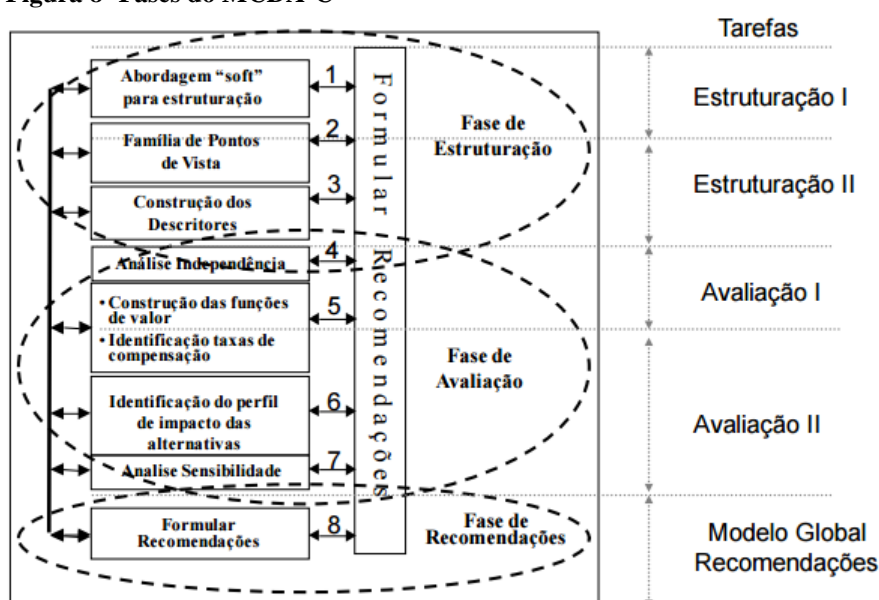 Figura 8 Fases do MCDA-C
Tarefas
Abordagem “soft”
para estruturação
1
Família de Pontos
de Vista
2
Construção dos
Descritores
3
Análise Independência
4
• Construção das funções
de valor
• Identificação taxas de
compensação
5
Identificação do perfil
de impacto das
alternativas
6
Analise Sensibilidade
7
Formular
Recomendações
8
Formular Recomendações
Fase de
Estruturação
Fase de
Avaliação
Fase de
Recomendações
Estruturação I
Estruturação II
Avaliação I
Avaliação II
Modelo Global
Recomendações